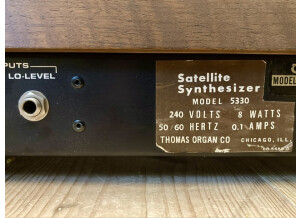 PUTS
LO-LEVEL
Satellite
Synthesizer
MODEL 5330
240 VOLTS 8 WATTS
50/60 HERTZ 0.1 AMPS
THOMAS ORGAN CO CHICAGO, ILL.
MODEL